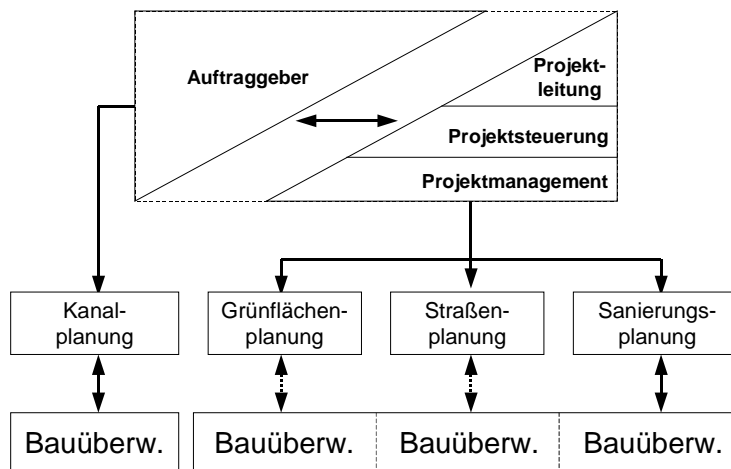 Auftraggeber
Projekt-
leitung
Projektsteuerung
Projektmanagement
Kanal-
planung
Grünflächen-
planung
Straßen-
planung
Sanierungs-
planung
Bauüberw.
Bauüberw.
Bauüberw.
Bauüberw.